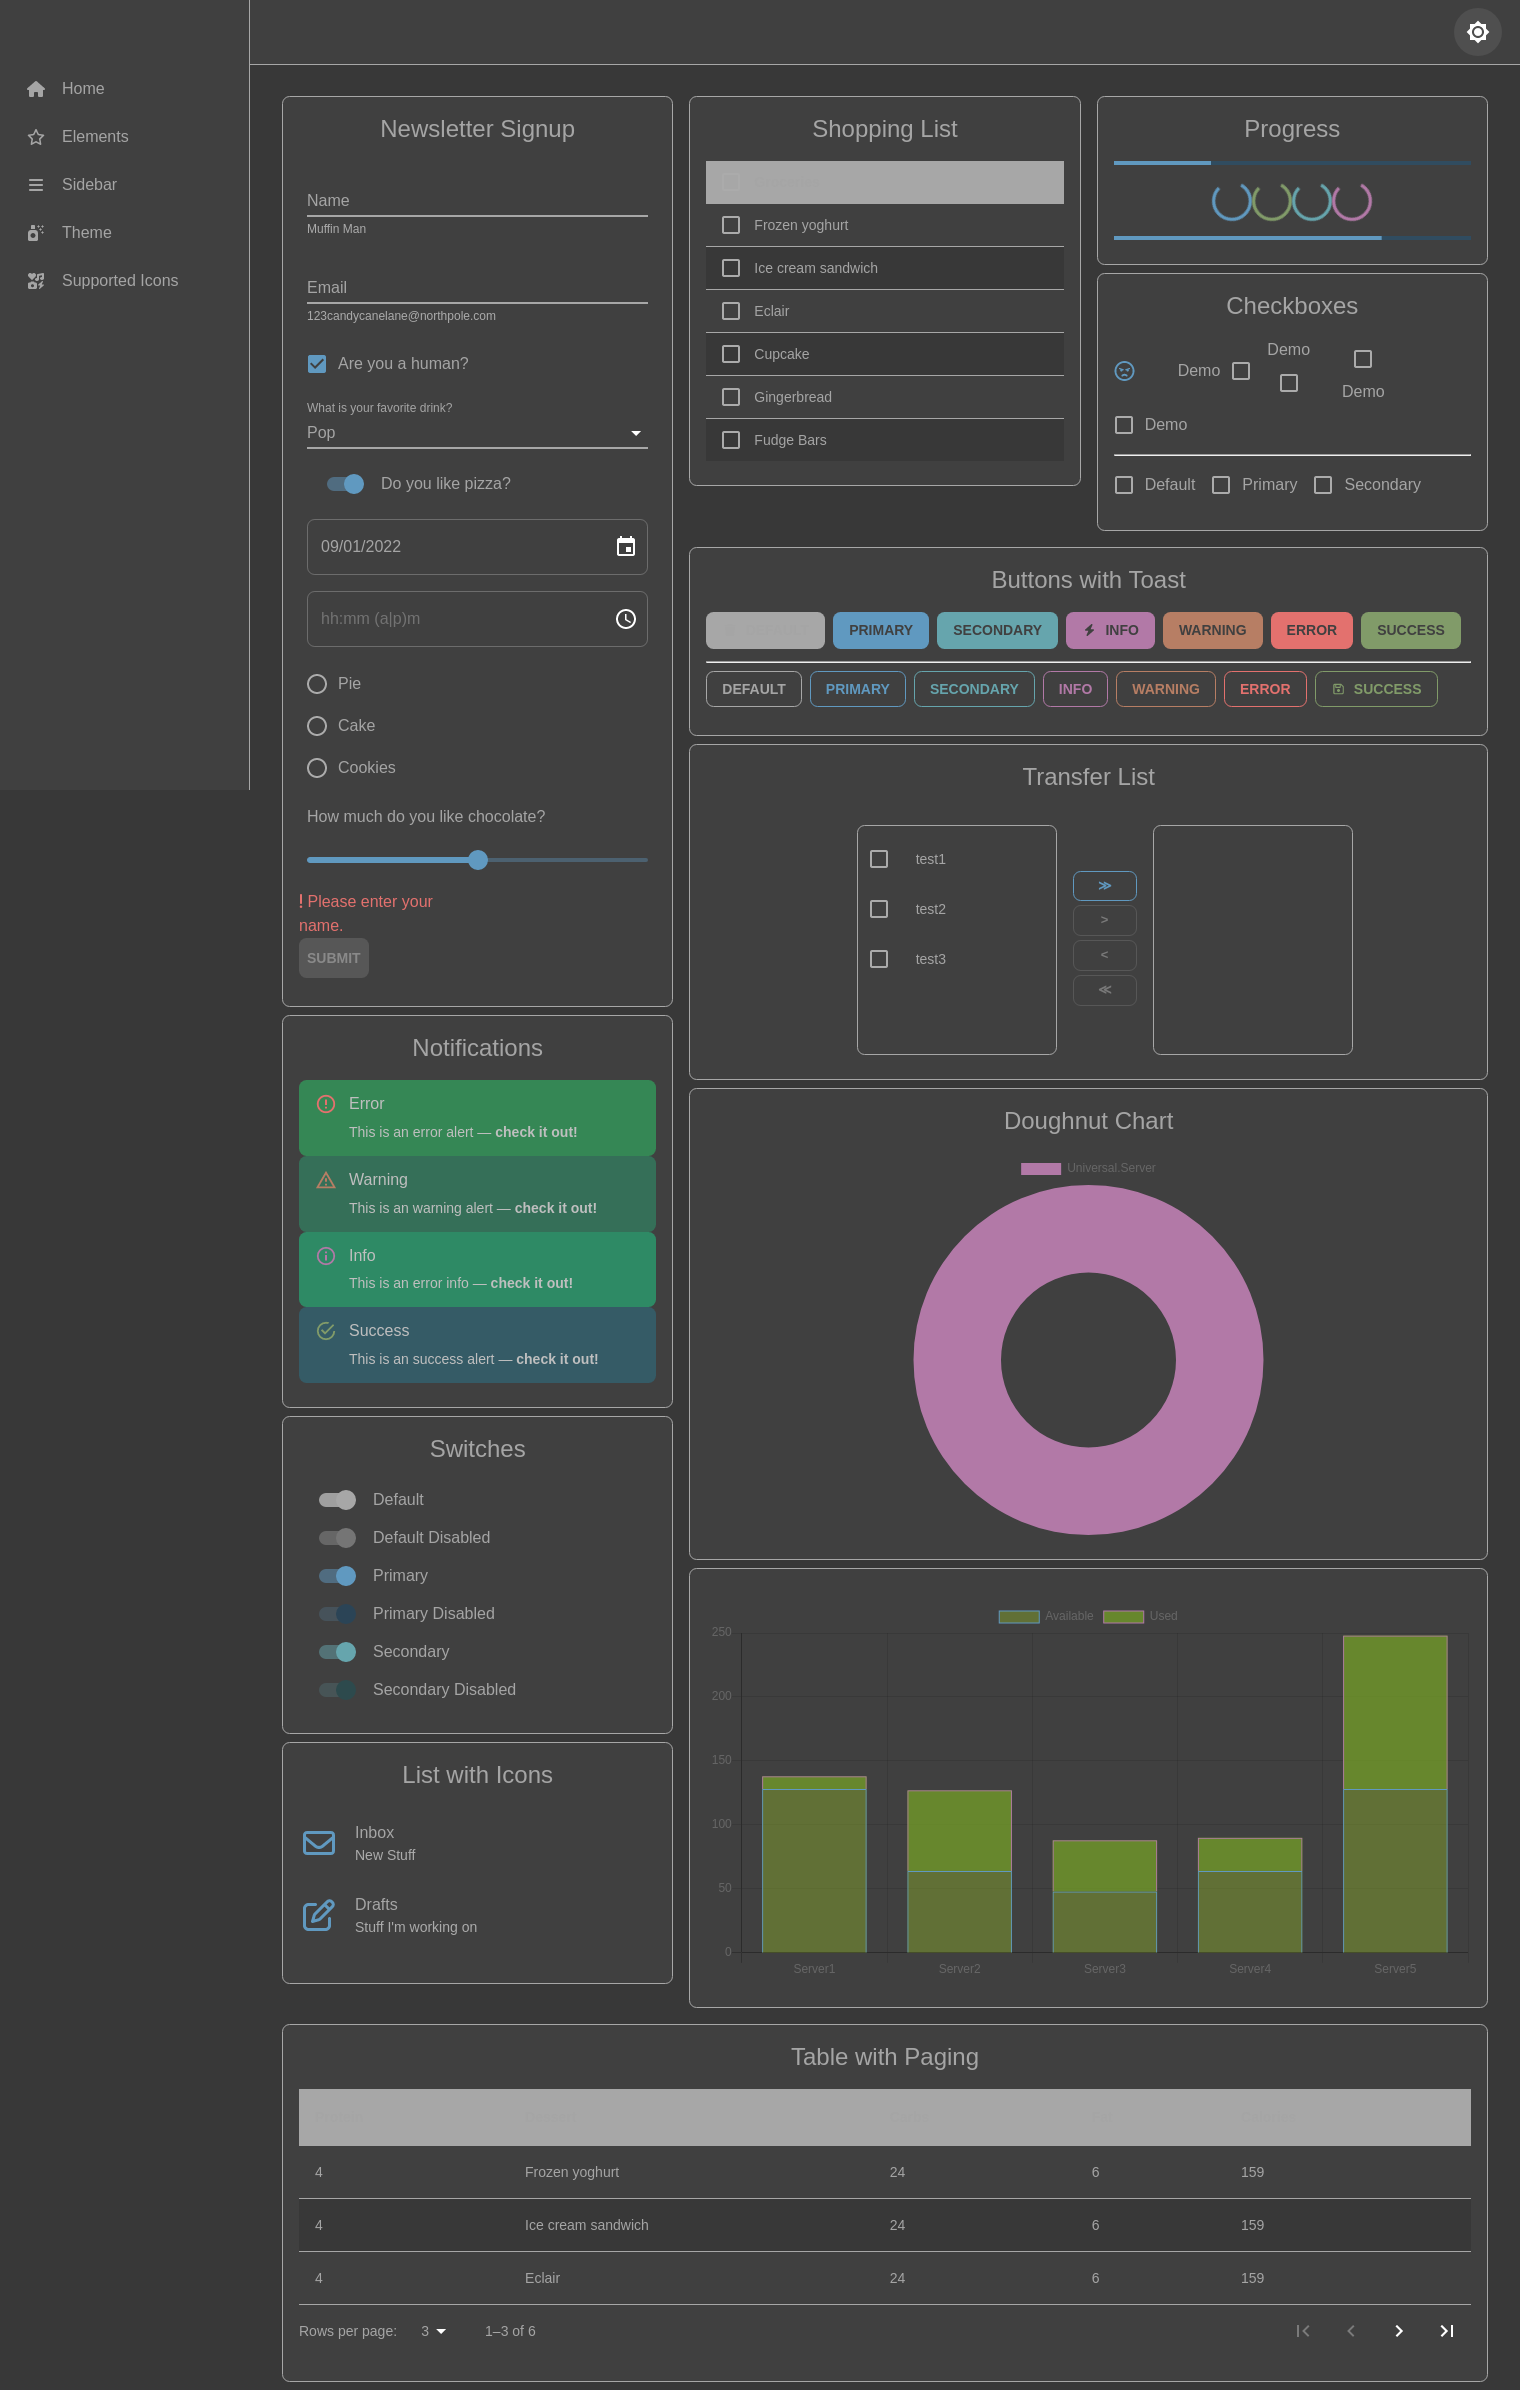 Home
Elements
Sidebar
Theme
Supported Icons
Newsletter Signup
Name
Muffin Man
Email
123candycanelane@northpole.com
Are you a human?
What is your favorite drink?
Pop
Do you like pizza?
09/01/2022
hh:mm (a|p)m
Pie
Cake
Cookies
How much do you like chocolate?
! Please enter your
name.
SUBMIT
Notifications
Error
This is an error alert — check it out!
Warning
This is an warning alert — check it out!
Info
This is an error info — check it out!
Success
This is an success alert — check it out!
Switches
Default
Default Disabled
Primary
Primary Disabled
Secondary
Secondary Disabled
List with Icons
Inbox
New Stuff
Drafts
Stuff I'm working on
Shopping List
Frozen yoghurt
Ice cream sandwich
Eclair
Cupcake
Gingerbread
Fudge Bars
Progress
Checkboxes
Demo
Demo
Demo
Demo
Default Primary Secondary
Buttons with Toast
PRIMARY SECONDARY INFO WARNING ERROR SUCCESS
DEFAULT PRIMARY SECONDARY INFO WARNING ERROR SUCCESS
Transfer List
test1
test2
test3
≫
>
<
≪
Doughnut Chart
Universal.Server
Available Used
250
200
150
100
50
0
Server1 Server2 Server3 Server4 Server5
Table with Paging
4 Frozen yoghurt 24 6 159
4 Ice cream sandwich 24 6 159
4 Eclair 24 6 159
Rows per page: 3 1–3 of 6